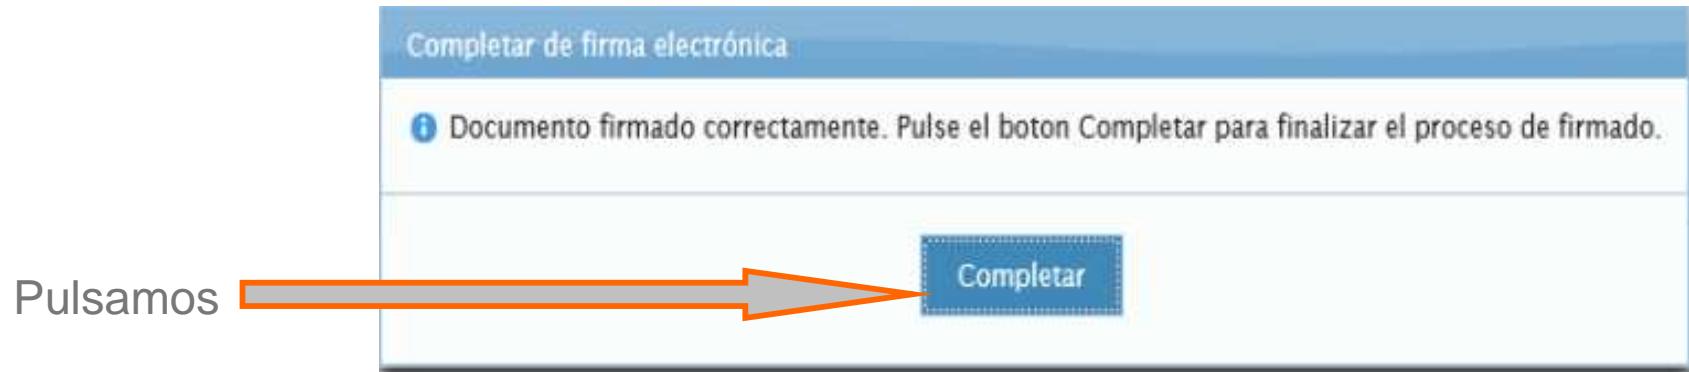 Completar de firma electrónica
Documento firmado correctamente. Pulse el boton Completar para finalizar el proceso de firmado.
Completar
Pulsamos